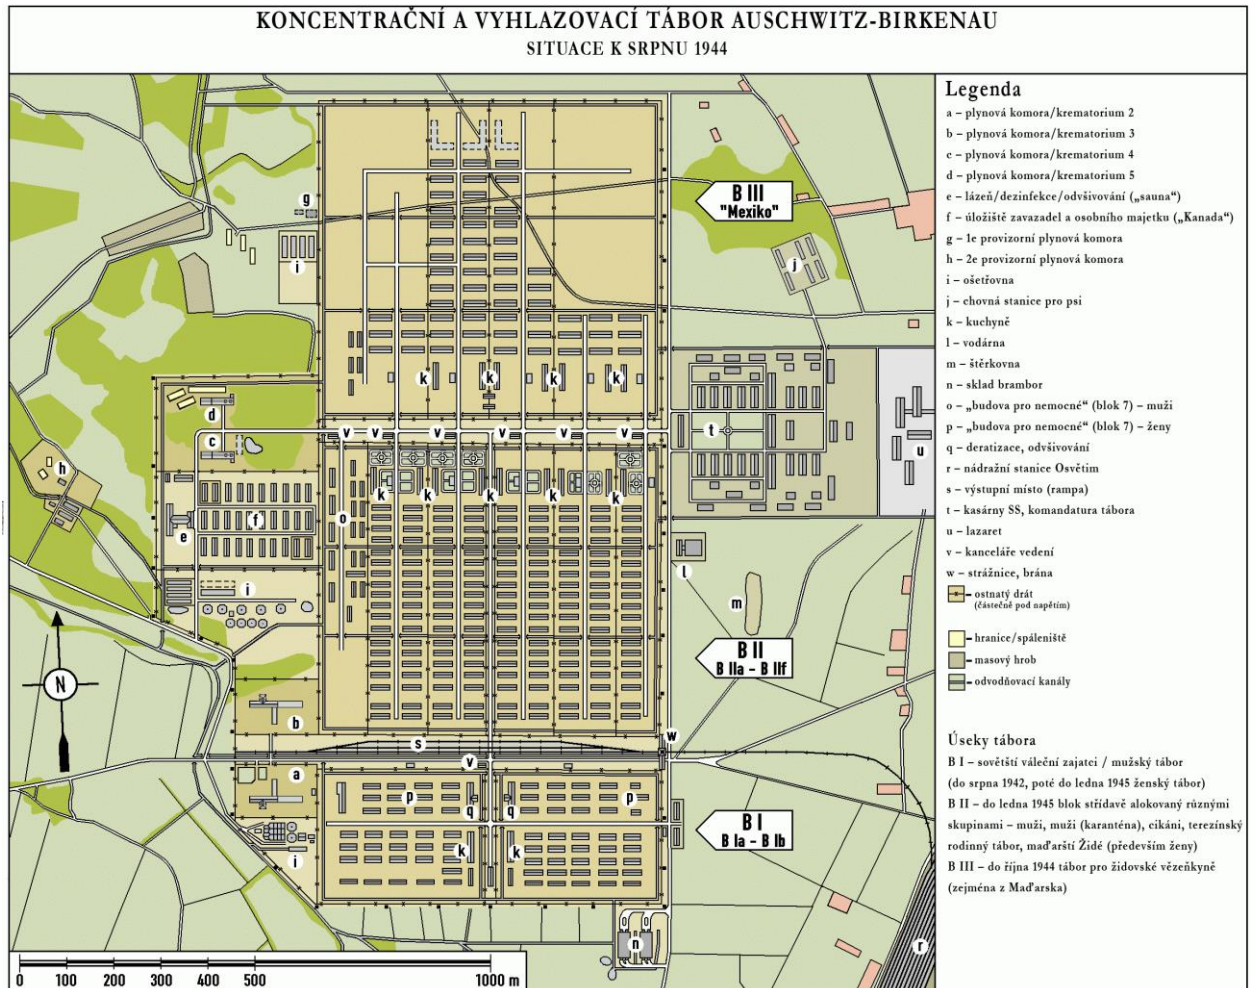 KONCENTRAČNÍ A VYHLAZOVACÍ TÁBOR AUSCHWITZ-BIRKENAU
SITUACE K SRPNU 1944
Legenda
a – plynová komora/krematorium 2
b – plynová komora/krematorium 3
c – plynová komora/krematorium 4
d – plynová komora/krematorium 5
e – lázeň/dezinfekce/odvšivování („sauna“)
f – úložiště zavazadel a osobního majetku („Kanada“)
g – 1e provizorní plynová komora
h – 2e provizorní plynová komora
i – ošetřovna
j – chovná stanice pro psi
k – kuchyně
l – vodárna
m – štěrkovna
n – sklad brambor
o – „budova pro nemocné“ (blok 7) – muži
p – „budova pro nemocné“ (blok 7) – ženy
q – deratizace, odvšivování
r – nádražní stanice Osvětim
s – výstupní místo (rampa)
t – kasárny SS, komandatura tábora
u – lazaret
v – kanceláře vedení
w – strážnice, brána
– ostnatý drát
(částečně pod napětím)
– hranice/spáleniště
– masový hrob
– odvodňovací kanály
Úseky tábora
B I – sovětští váleční zajatci / mužský tábor
(do srpna 1942, poté do ledna 1945 ženský tábor)
B II – do ledna 1945 blok střídavě alokovaný různými
skupinami – muži, muži (karanténa), cikáni, terezínský
rodinný tábor, maďarští Židé (především ženy)
B III – do října 1944 tábor pro židovské vězeňkyně
(zejména z Maďarska)
B III
"Mexiko"
g
i
j
k k k k
d
v v v v v v
t
c
u
h
k k k k k
f
o
e
l
i
m
B II
B IIa – B IIf
N
b
s
w
v
a
p
q
q
p
B I
B Ia – B Ib
k
k
i
n
r
0 100 200 300 400 500 1000 m